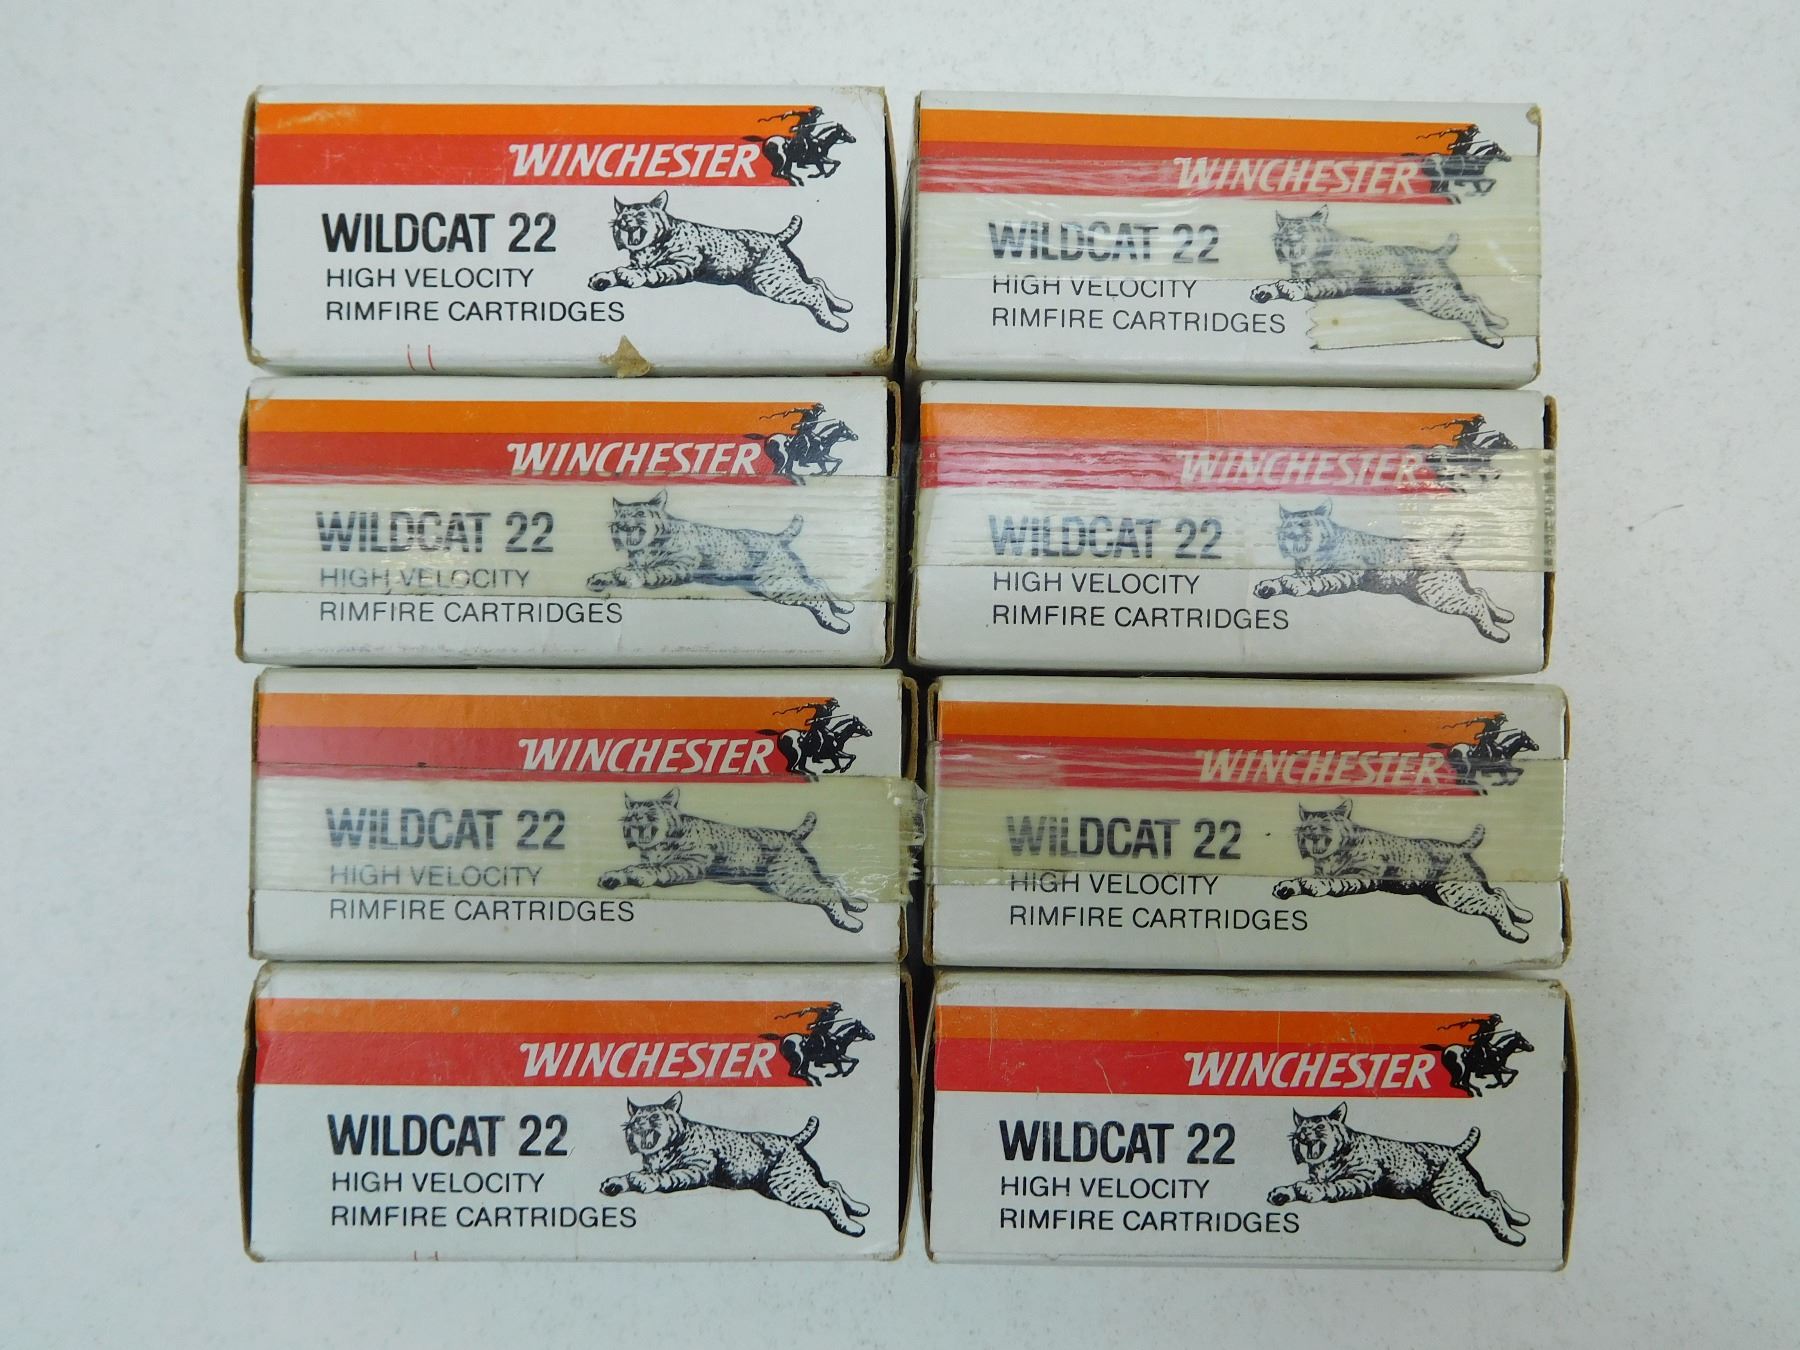 WINCHESTER
WILDCAT 22
HIGH VELOCITY
RIMFIRE CARTRIDGES
WINCHESTER
WILDCAT 22
HIGH VELOCITY
RIMFIRE CARTRIDGES
WINCHESTER
WILDCAT 22
HIGH VELOCITY
RIMFIRE CARTRIDGES
WINCHESTER
WILDCAT 22
HIGH VELOCITY
RIMFIRE CARTRIDGES
WINCHESTER
WILDCAT 22
HIGH VELOCITY
RIMFIRE CARTRIDGES
WINCHESTER
WILDCAT 22
HIGH VELOCITY
RIMFIRE CARTRIDGES
WINCHESTER
WILDCAT 22
HIGH VELOCITY
RIMFIRE CARTRIDGES
WINCHESTER
WILDCAT 22
HIGH VELOCITY
RIMFIRE CARTRIDGES